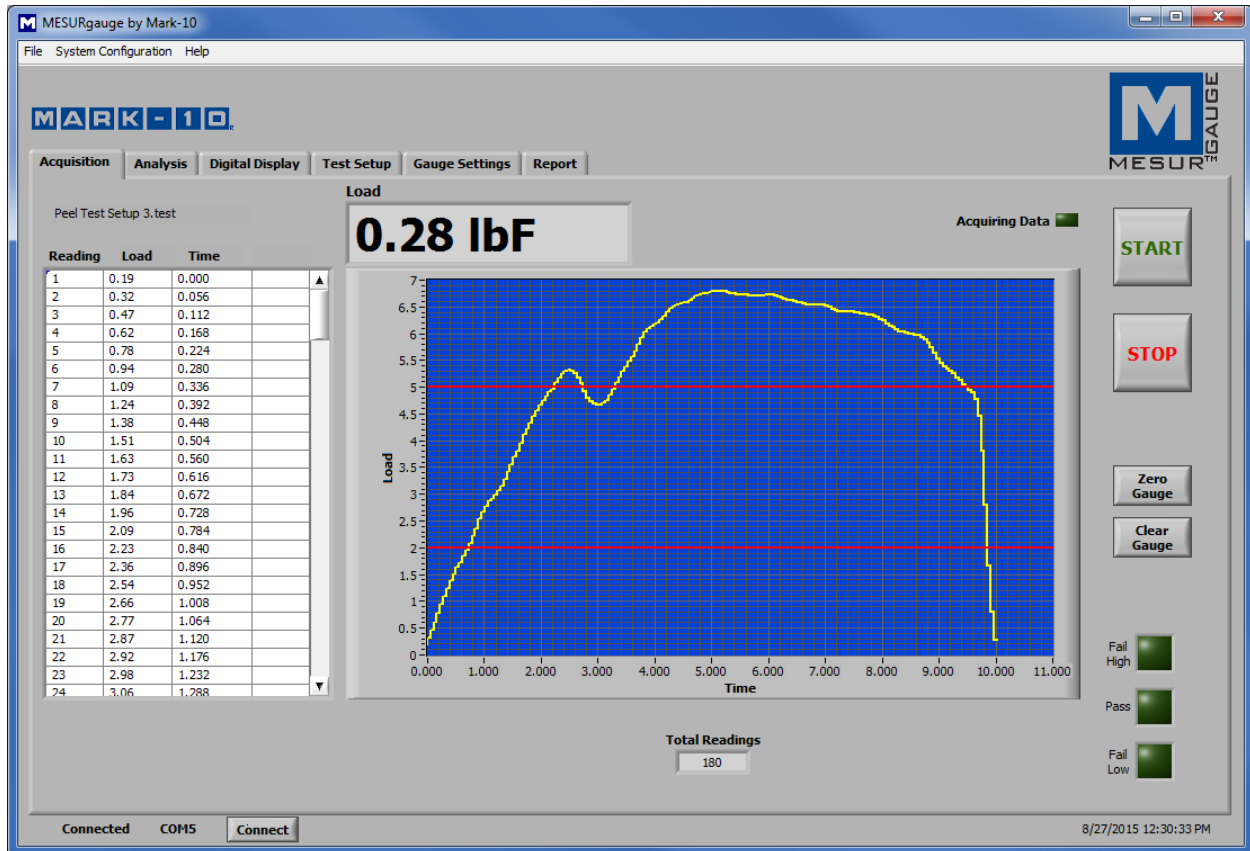 MESURgauge by Mark-10
File System Configuration Help
MARK-10
M
MESUR™
GAUGE
Acquisition Analysis Digital Display Test Setup Gauge Settings Report
Load
Peel Test Setup 3.test
0.28 lbF
Acquiring Data
START
STOP
Zero
Gauge
Clear
Gauge
Reading Load Time
1 0.19 0.000
2 0.32 0.056
3 0.47 0.112
4 0.62 0.168
5 0.78 0.224
6 0.94 0.280
7 1.09 0.336
8 1.24 0.392
9 1.38 0.448
10 1.51 0.504
11 1.63 0.560
12 1.73 0.616
13 1.84 0.672
14 1.96 0.728
15 2.09 0.784
16 2.23 0.840
17 2.36 0.896
18 2.54 0.952
19 2.66 1.008
20 2.77 1.064
21 2.87 1.120
22 2.92 1.176
23 2.98 1.232
24 3.06 1.288
7
6.5
6
5.5
5
4.5
4
3.5
3
2.5
2
1.5
1
0.5
0
Load
0.000 1.000 2.000 3.000 4.000 5.000 6.000 7.000 8.000 9.000 10.000 11.000
Time
Fail
High
Pass
Fail
Low
Total Readings
180
Connected COM5 Connect 8/27/2015 12:30:33 PM